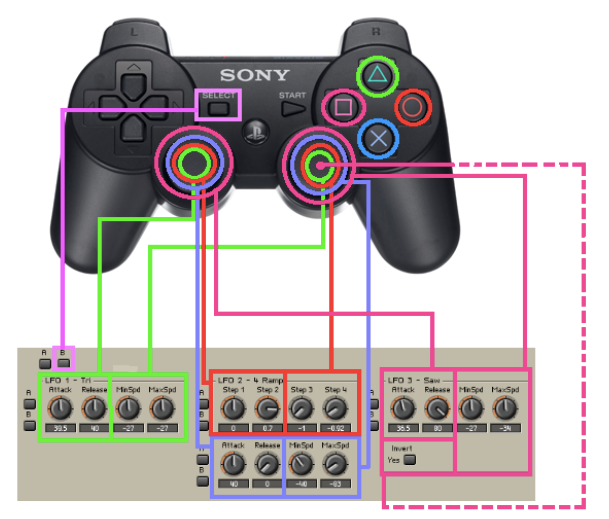 L R
SONY
SELECT START
A B
LFO 1 - Tri LFO 2 - 4 Ramp LFO 3 - Saw
A Attack Release MinSpd MaxSpd A Step 1 Step 2 Step 3 Step 4 A Attack Release MinSpd MaxSpd
B B B
39.5 40 -27 -27 0 0.7 -1 -0.92 36.5 80 -27 -34
A Attack Release MinSpd MaxSpd Invert
B Yes
40 0 -40 -83